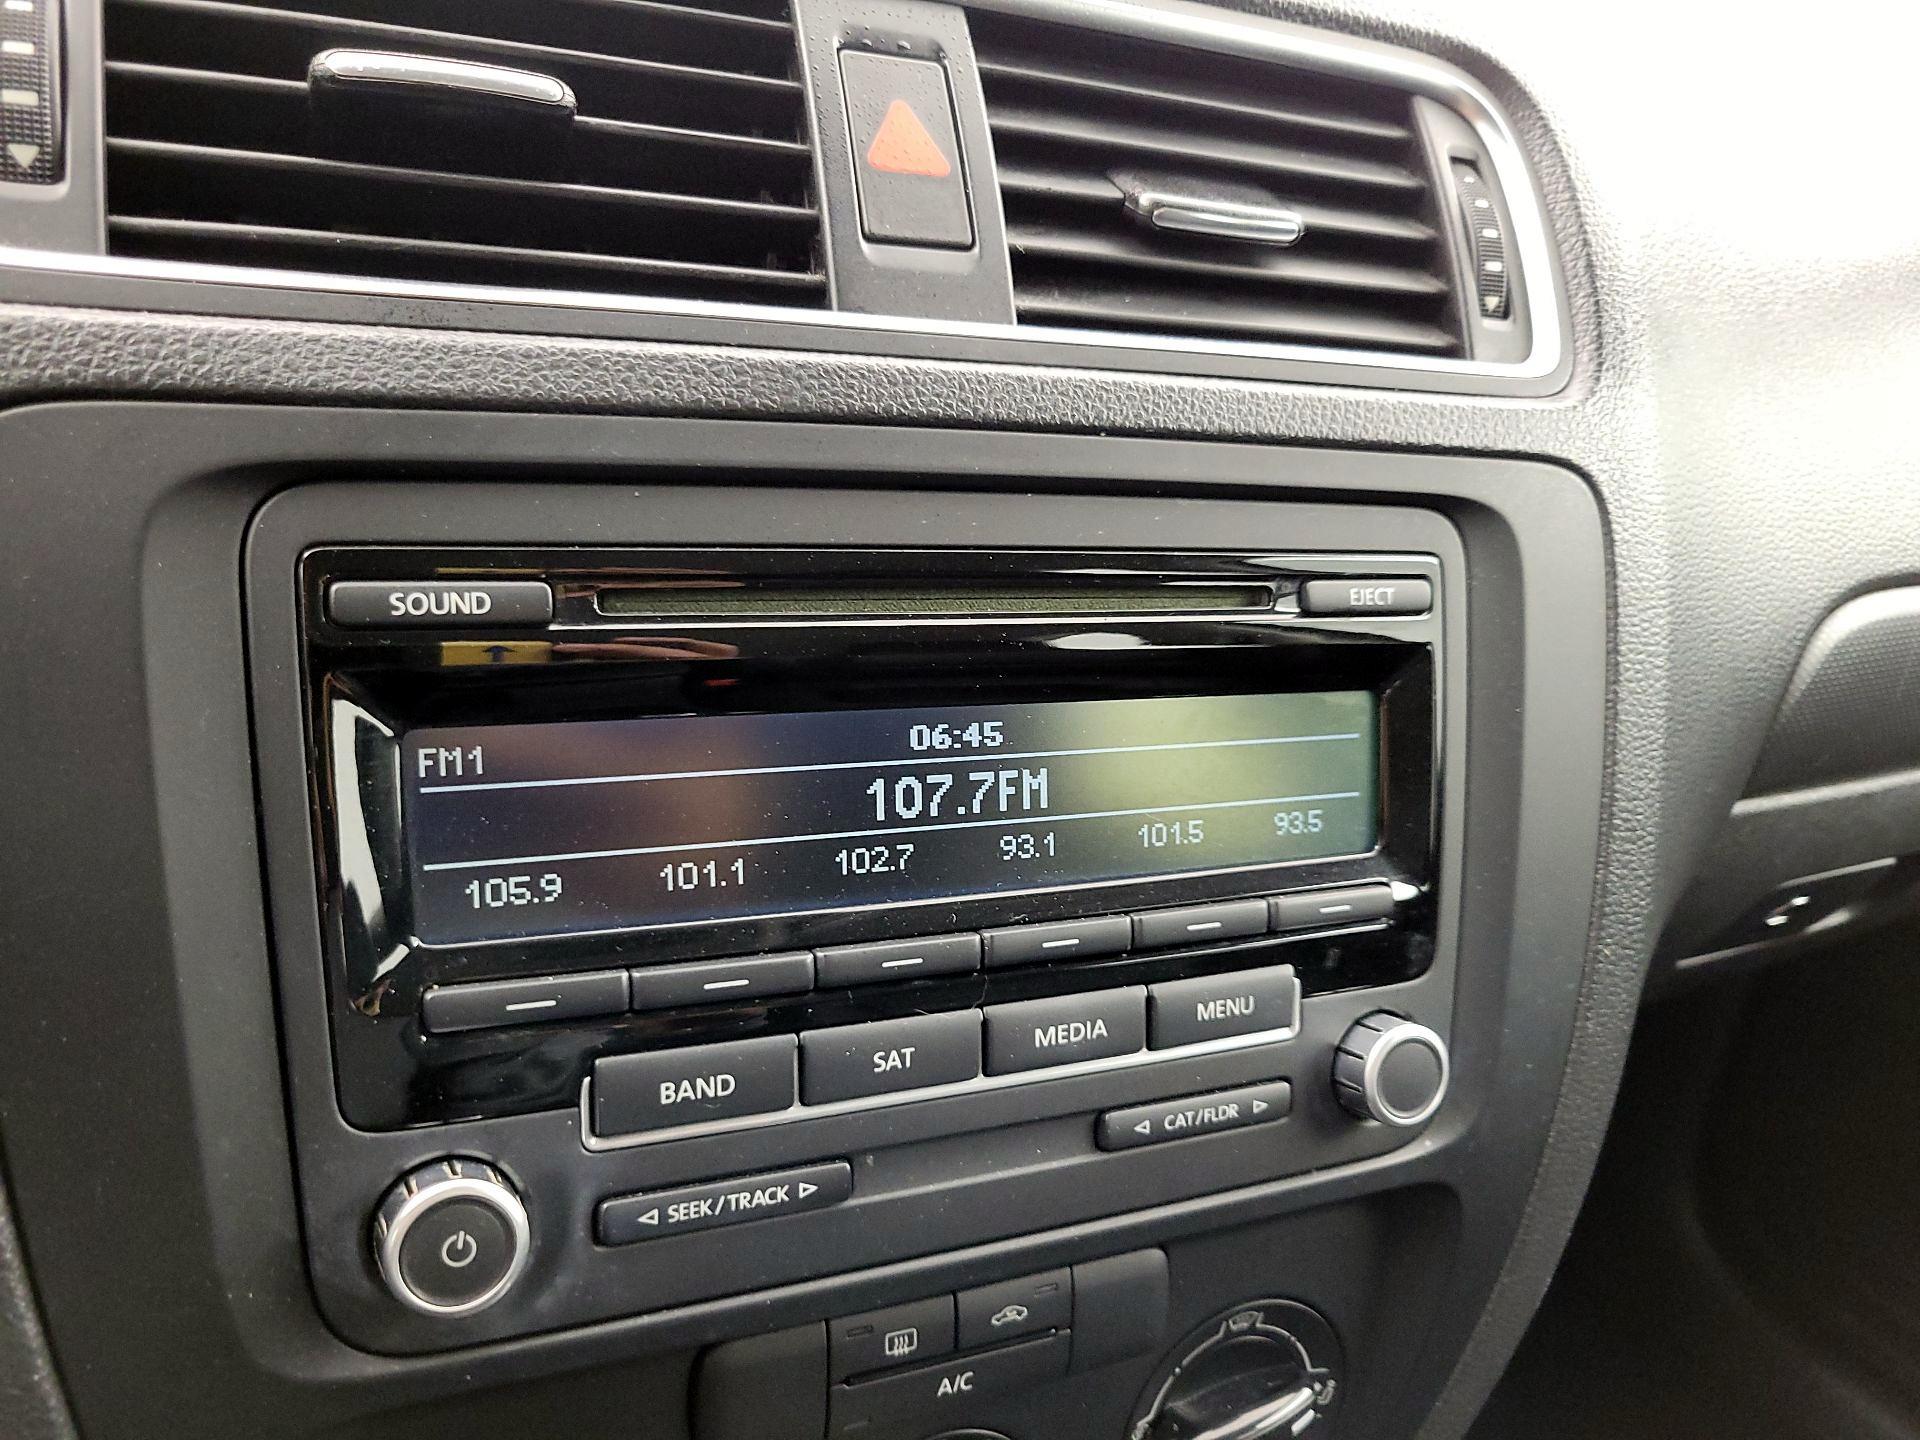 SOUND
EJECT
06:45
FM1
107.7FM
105.9 101.1 102.7 93.1 101.5 93.5
BAND SAT MEDIA MENU
SEEK/TRACK
CAT/FLDR
A/C